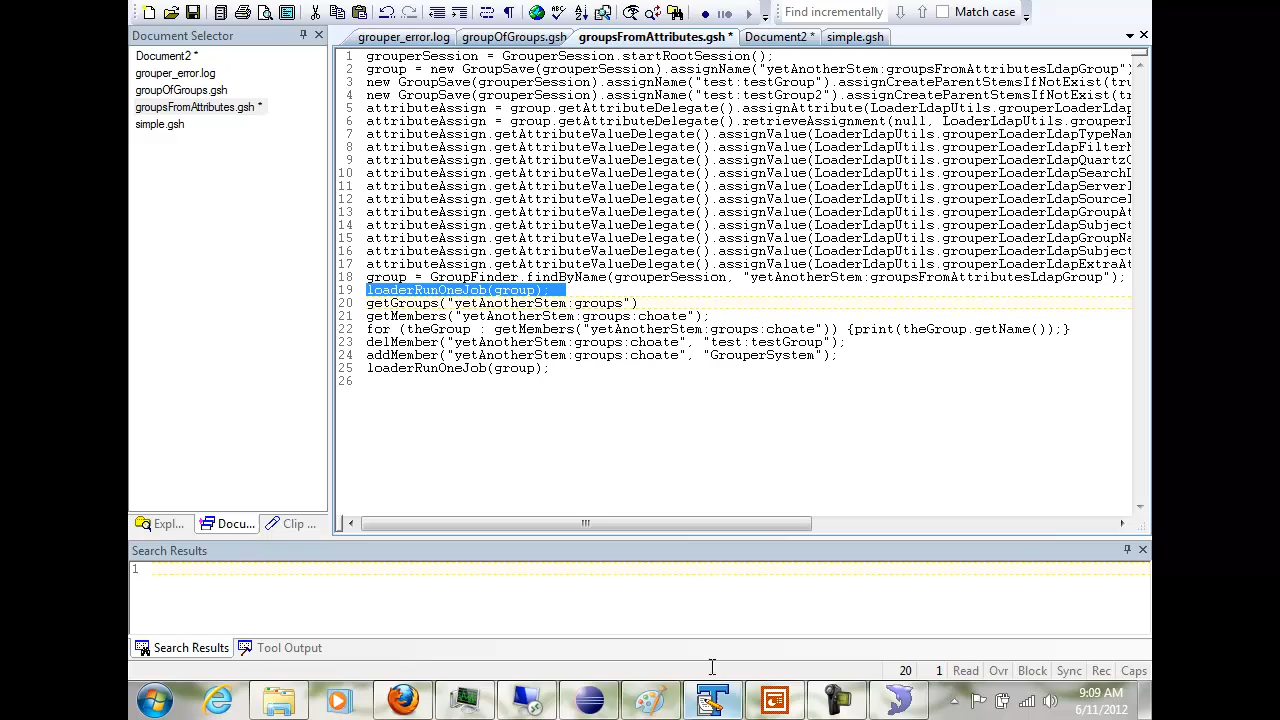 Find incrementally
Match case
Document Selector
grouper_error.log
groupOfGroups.gsh
groupsFromAttributes.gsh *
Document2 *
simple.gsh
Document2 *
grouper_error.log
groupOfGroups.gsh
groupsFromAttributes.gsh *
simple.gsh
1 grouperSession = GrouperSession.startRootSession();
2 group = new GroupSave(grouperSession).assignName("yetAnotherStem:groupsFromAttributesLdapGroup")
3 new GroupSave(grouperSession).assignName("test:testGroup").assignCreateParentStemsIfNotExist(tr
4 new GroupSave(grouperSession).assignName("test:testGroup2").assignCreateParentStemsIfNotExist(t
5 attributeAssign = group.getAttributeDelegate().assignAttribute(LoaderLdapUtils.grouperLoaderLdap
6 attributeAssign = group.getAttributeDelegate().retrieveAssignment(null, LoaderLdapUtils.grouperL
7 attributeAssign.getAttributeValueDelegate().assignValue(LoaderLdapUtils.grouperLoaderLdapTypeNam
8 attributeAssign.getAttributeValueDelegate().assignValue(LoaderLdapUtils.grouperLoaderLdapFilterN
9 attributeAssign.getAttributeValueDelegate().assignValue(LoaderLdapUtils.grouperLoaderLdapQuartzC
10 attributeAssign.getAttributeValueDelegate().assignValue(LoaderLdapUtils.grouperLoaderLdapSearchD
11 attributeAssign.getAttributeValueDelegate().assignValue(LoaderLdapUtils.grouperLoaderLdapServerI
12 attributeAssign.getAttributeValueDelegate().assignValue(LoaderLdapUtils.grouperLoaderLdapSourceI
13 attributeAssign.getAttributeValueDelegate().assignValue(LoaderLdapUtils.grouperLoaderLdapGroupAt
14 attributeAssign.getAttributeValueDelegate().assignValue(LoaderLdapUtils.grouperLoaderLdapSubject
15 attributeAssign.getAttributeValueDelegate().assignValue(LoaderLdapUtils.grouperLoaderLdapGroupNa
16 attributeAssign.getAttributeValueDelegate().assignValue(LoaderLdapUtils.grouperLoaderLdapSubject
17 attributeAssign.getAttributeValueDelegate().assignValue(LoaderLdapUtils.grouperLoaderLdapExtraAt
18 group = GroupFinder.findByName(grouperSession, "yetAnotherStem:groupsFromAttributesLdapGroup");
19 loaderRunOneJob(group);
20 getGroups("yetAnotherStem:groups")
21 getMembers("yetAnotherStem:groups:choate");
22 for (theGroup : getMembers("yetAnotherStem:groups:choate")) {print(theGroup.getName());}
23 delMember("yetAnotherStem:groups:choate", "test:testGroup");
24 addMember("yetAnotherStem:groups:choate", "GrouperSystem");
25 loaderRunOneJob(group);
26
Expl... Docu... Clip ...
Search Results
1
Search Results Tool Output
20 1 Read Ovr Block Sync Rec Caps
9:09 AM
6/11/2012